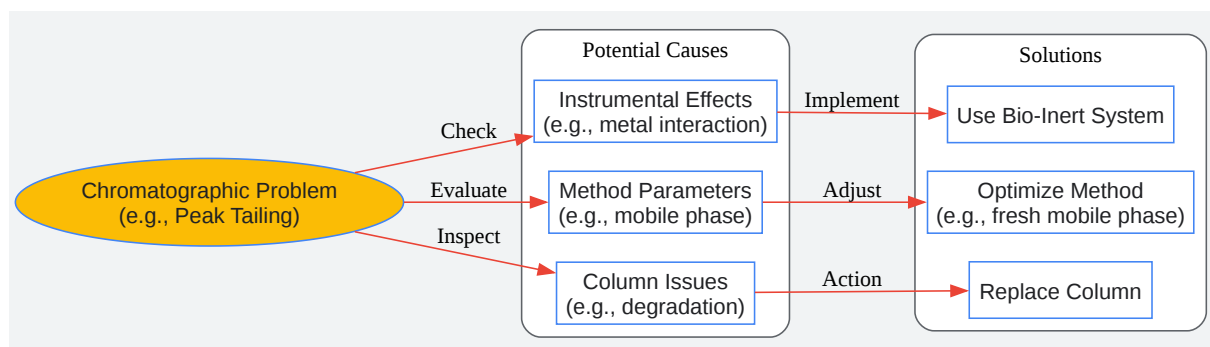 Potential Causes
Solutions
Instrumental Effects
(e.g., metal interaction)
Implement
Use Bio-Inert System
Check
Chromatographic Problem
(e.g., Peak Tailing)
Evaluate
Method Parameters
(e.g., mobile phase)
Adjust
Optimize Method
(e.g., fresh mobile phase)
Inspect
Column Issues
(e.g., degradation)
Action
Replace Column